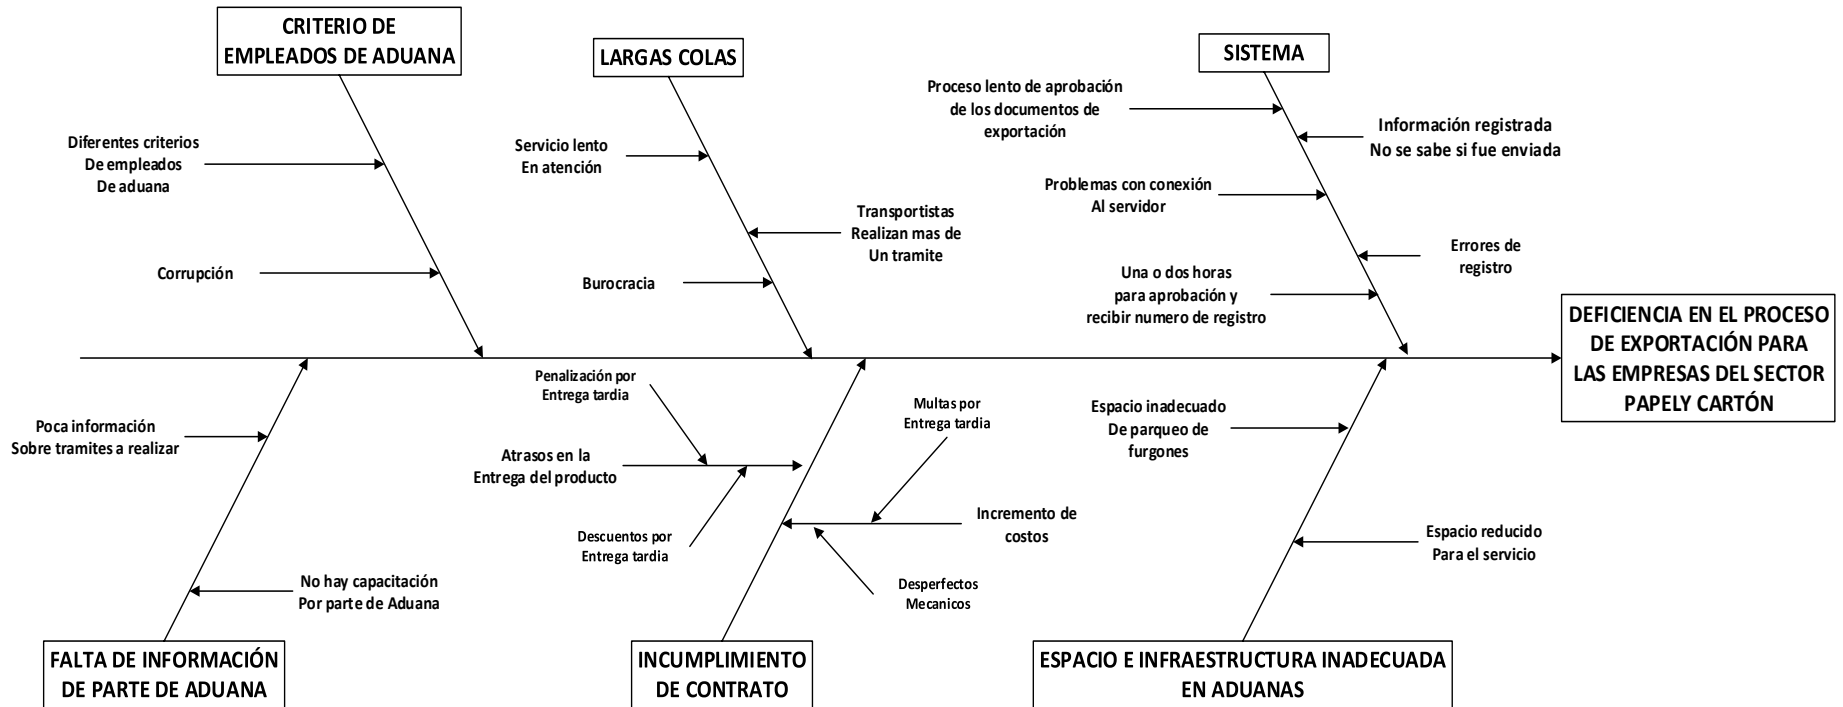 CRITERIO DE
EMPLEADOS DE ADUANA
LARGAS COLAS
SISTEMA
Diferentes criterios
De empleados
De aduana
Corrupción
Servicio lento
En atención
Transportistas
Realizan mas de
Un tramite
Burocracia
Proceso lento de aprobación
de los documentos de
exportación
Información registrada
No se sabe si fue enviada
Problemas con conexión
Al servidor
Errores de
registro
Una o dos horas
para aprobación y
recibir numero de registro
DEFICIENCIA EN EL PROCESO
DE EXPORTACIÓN PARA
LAS EMPRESAS DEL SECTOR
PAPELY CARTÓN
Poca información
Sobre tramites a realizar
No hay capacitación
Por parte de Aduana
Penalización por
Entrega tardia
Atrasos en la
Entrega del producto
Descuentos por
Entrega tardia
Multas por
Entrega tardia
Incremento de
costos
Desperfectos
Mecanicos
Espacio inadecuado
De parqueo de
furgones
Espacio reducido
Para el servicio
FALTA DE INFORMACIÓN
DE PARTE DE ADUANA
INCUMPLIMIENTO
DE CONTRATO
ESPACIO E INFRAESTRUCTURA INADECUADA
EN ADUANAS